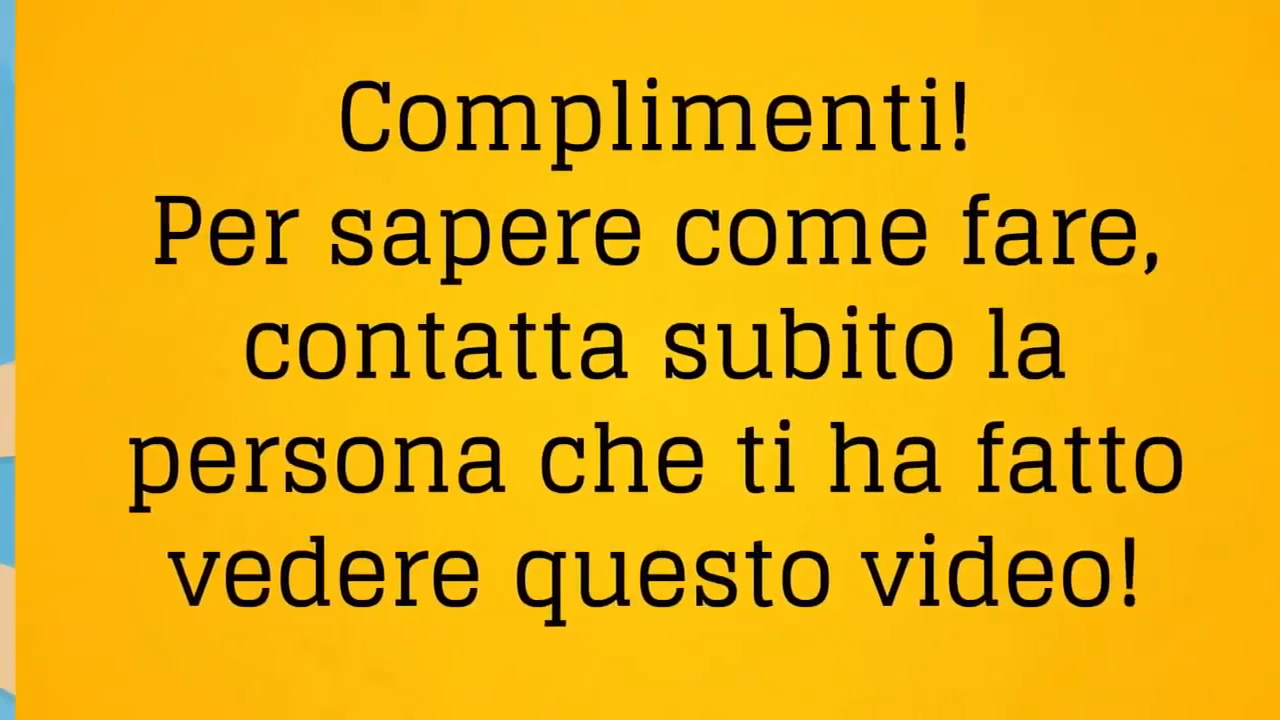 Complimenti!
Per sapere come fare,
contatta subito la
persona che ti ha fatto
vedere questo video!